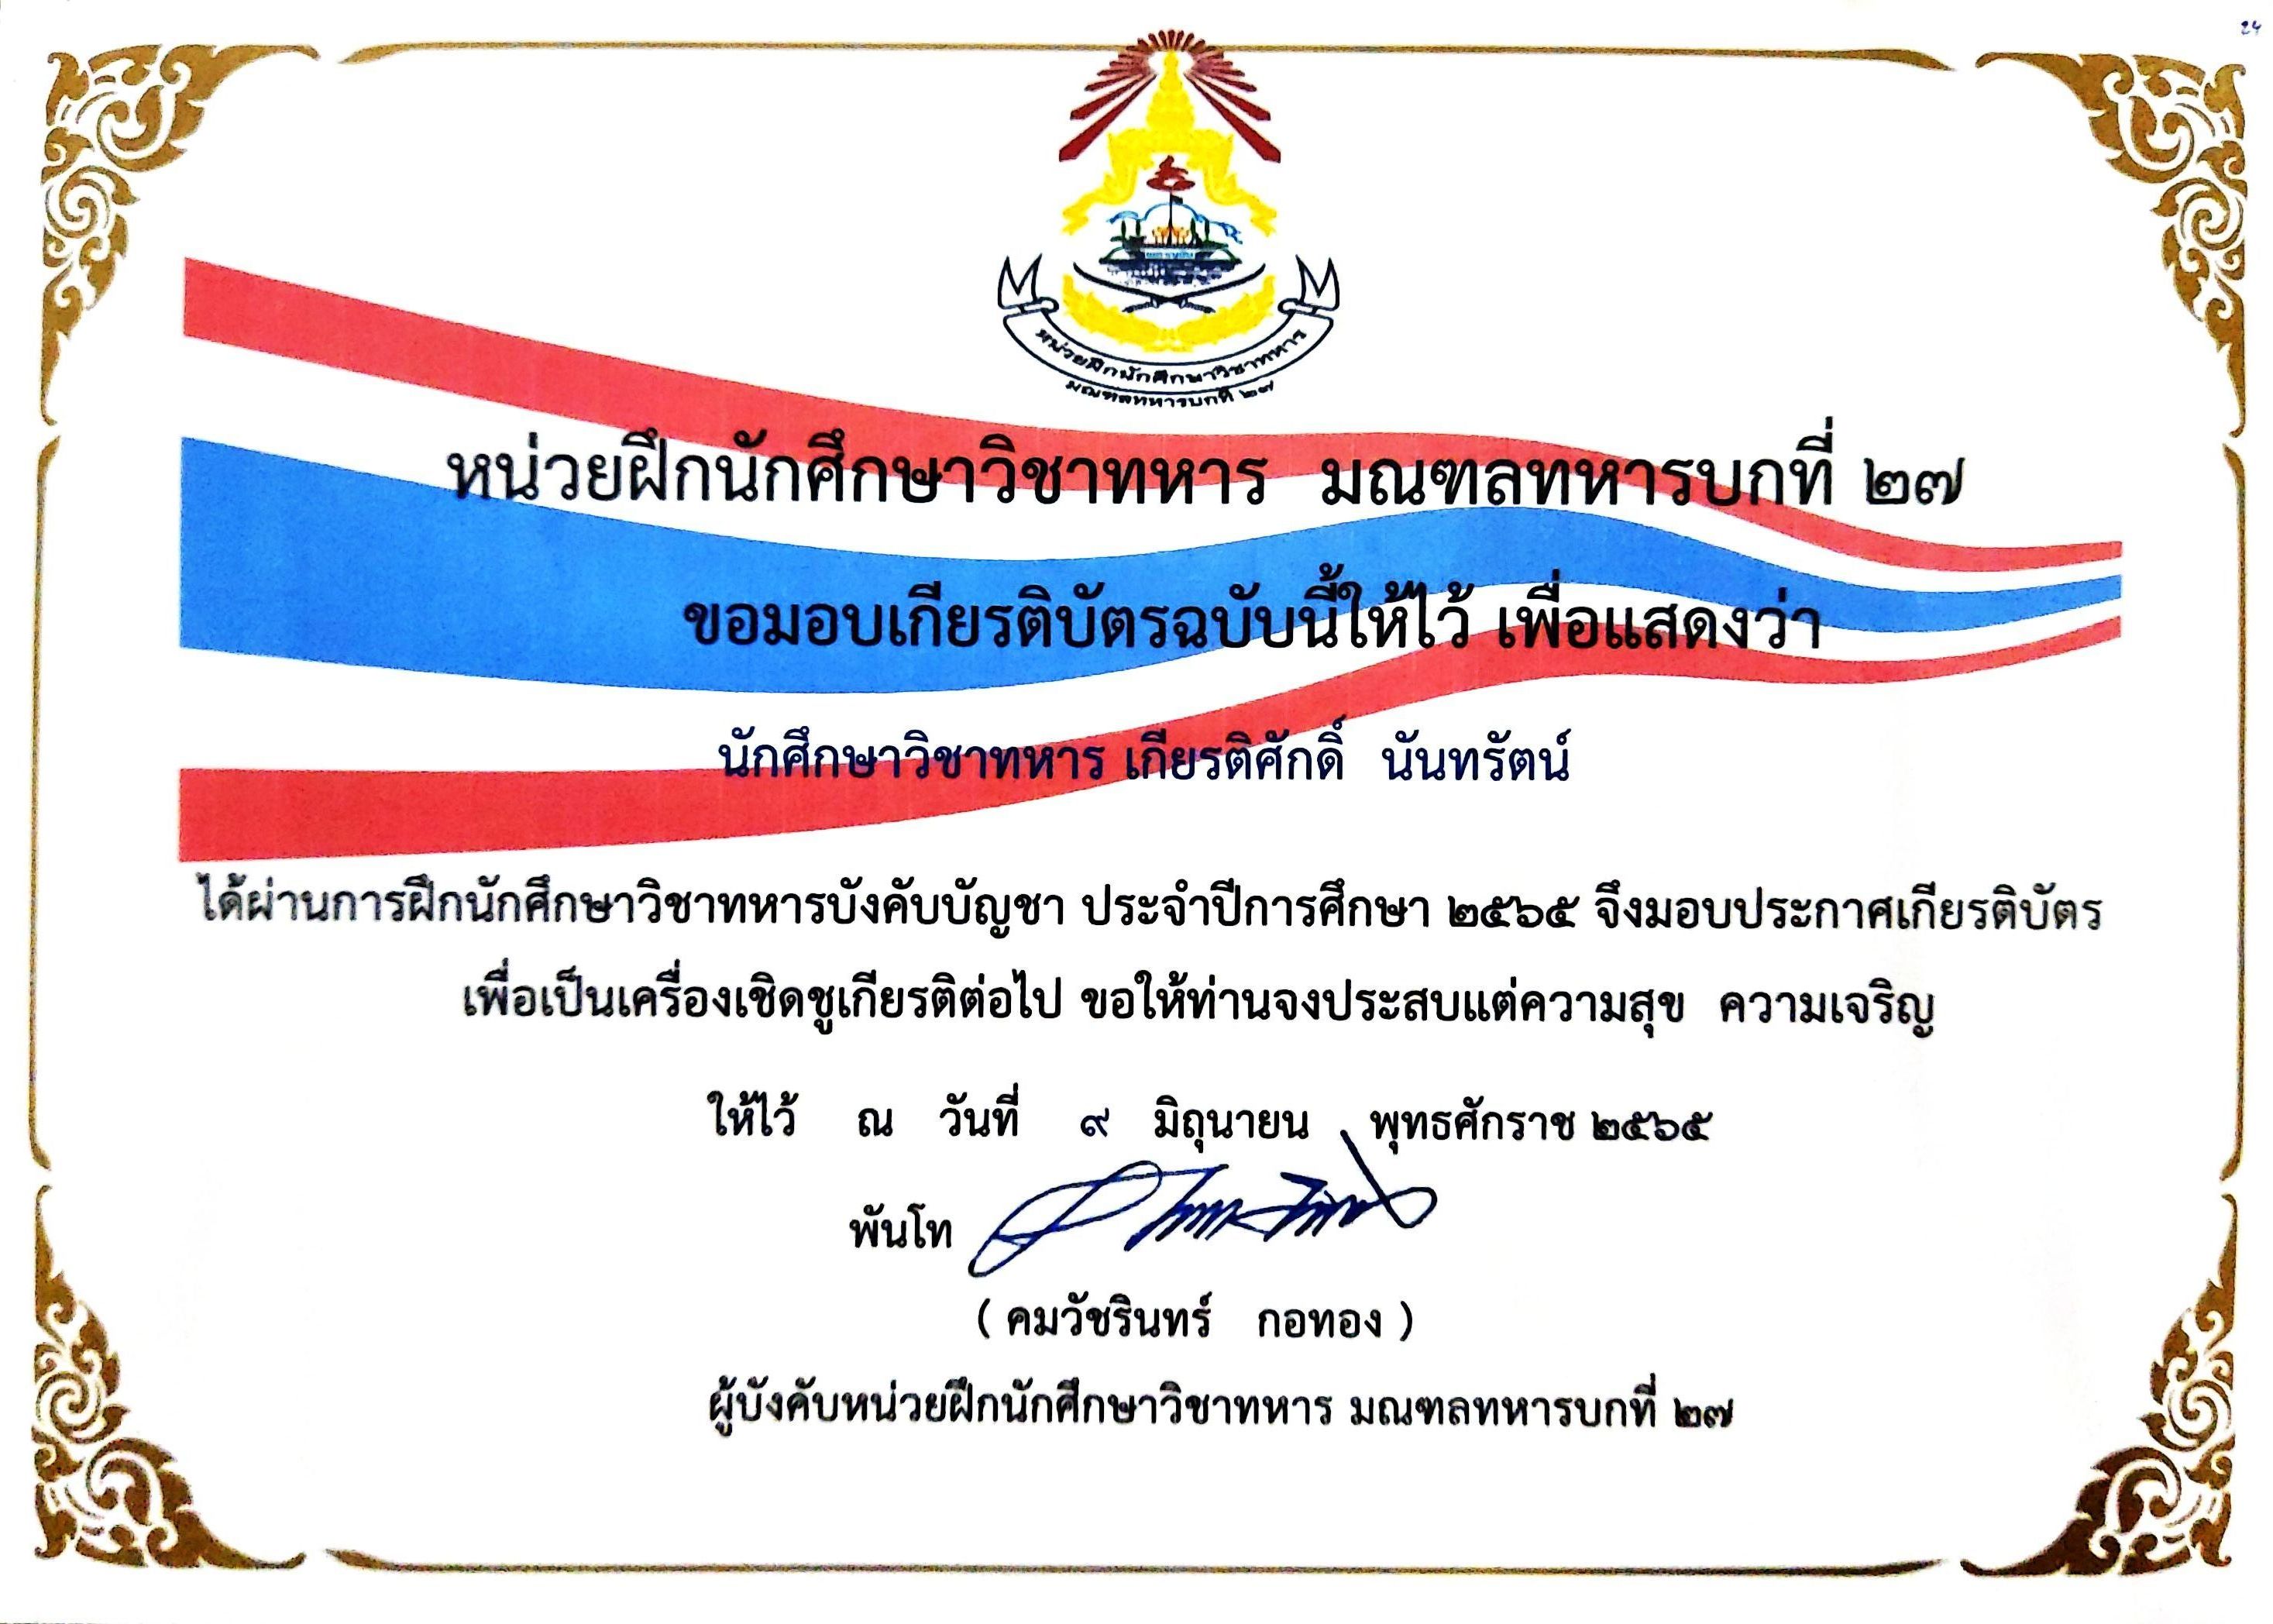 24
หน่วยฝึกนักศึกษาวิชาทหาร
มณฑลทหารบกที่ ๒๗
หน่วยฝึกนักศึกษาวิชาทหาร มณฑลทหารบกที่ ๒๗
ขอมอบเกียรติบัตรฉบับนี้ให้ไว้ เพื่อแสดงว่า
นักศึกษาวิชาทหาร เกียรติศักดิ์ นันทรัตน์
ได้ผ่านการฝึกนักศึกษาวิชาทหารบังคับบัญชา ประจำปีการศึกษา ๒๕๖๕ จึงมอบประกาศเกียรติบัตร
เพื่อเป็นเครื่องเชิดชูเกียรติต่อไป ขอให้ท่านจงประสบแต่ความสุข ความเจริญ
ให้ไว้ ณ วันที่ ๙ มิถุนายน พุทธศักราช ๒๕๖๕
พันโท
( คมวัชรินทร์ กอทอง )
ผู้บังคับหน่วยฝึกนักศึกษาวิชาทหาร มณฑลทหารบกที่ ๒๗